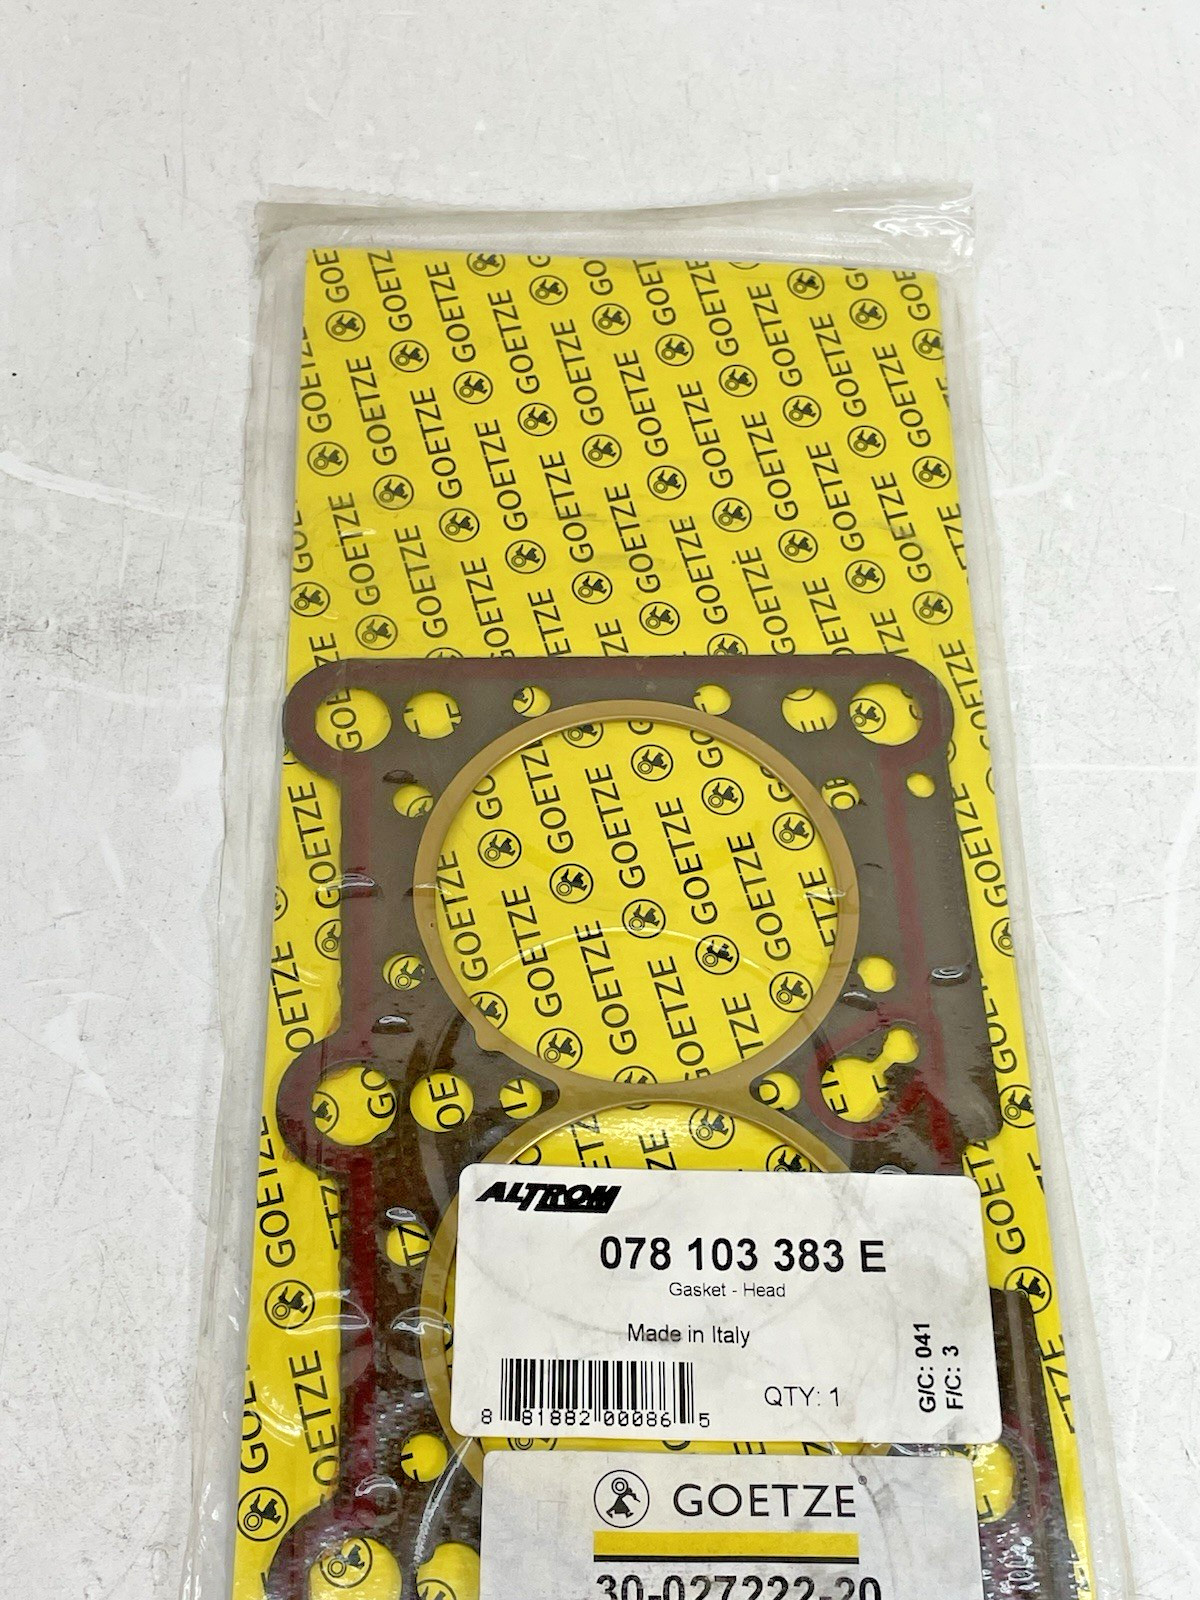 GOETZE
ALTROM
078 103 383 E
Gasket - Head
Made in Italy
QTY: 1
G/C: 041
F/C: 3
8 81882 00086 5
GOETZE®
30-027222-20